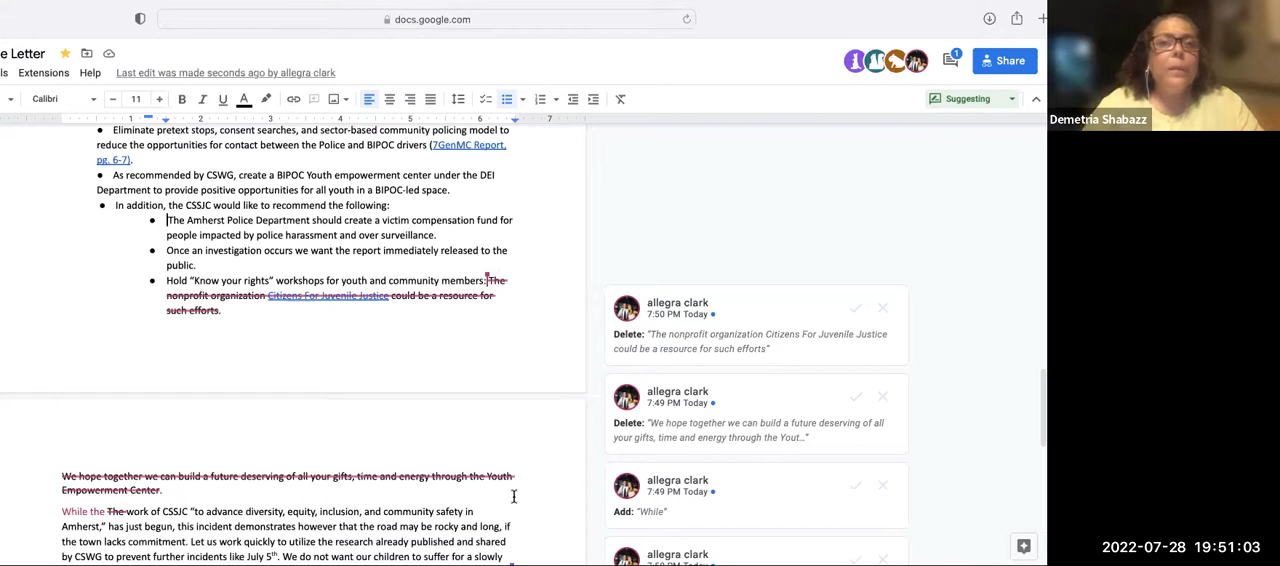 docs.google.com
e Letter
ls Extensions Help Last edit was made seconds ago by allegra clark
1 Share
Calibri 11 B I U A Suggesting
1 2 3 4 5 6 7
Eliminate pretext stops, consent searches, and sector-based community policing model to
reduce the opportunities for contact between the Police and BIPOC drivers (7GenMC Report,
pg. 6-7).
As recommended by CSWG, create a BIPOC Youth empowerment center under the DEI
Department to provide positive opportunities for all youth in a BIPOC-led space.
In addition, the CSSJC would like to recommend the following:
The Amherst Police Department should create a victim compensation fund for
people impacted by police harassment and over surveillance.
Once an investigation occurs we want the report immediately released to the
public.
Hold “Know your rights” workshops for youth and community members: The
nonprofit organization Citizens For Juvenile Justice could be a resource for
such efforts.
We hope together we can build a future deserving of all your gifts, time and energy through the Youth
Empowerment Center.
While the The work of CSSJC “to advance diversity, equity, inclusion, and community safety in
Amherst,” has just begun, this incident demonstrates however that the road may be rocky and long, if
the town lacks commitment. Let us work quickly to utilize the research already published and shared
by CSWG to prevent further incidents like July 5th. We do not want our children to suffer for a slowly
allegra clark
7:50 PM Today
Delete: “The nonprofit organization Citizens For Juvenile Justice
could be a resource for such efforts”
allegra clark
7:49 PM Today
Delete: “We hope together we can build a future deserving of all
your gifts, time and energy through the Yout...”
allegra clark
7:49 PM Today
Add: “While”
allegra clark
7:50 PM Today
Demetria Shabazz
2022-07-28 19:51:03